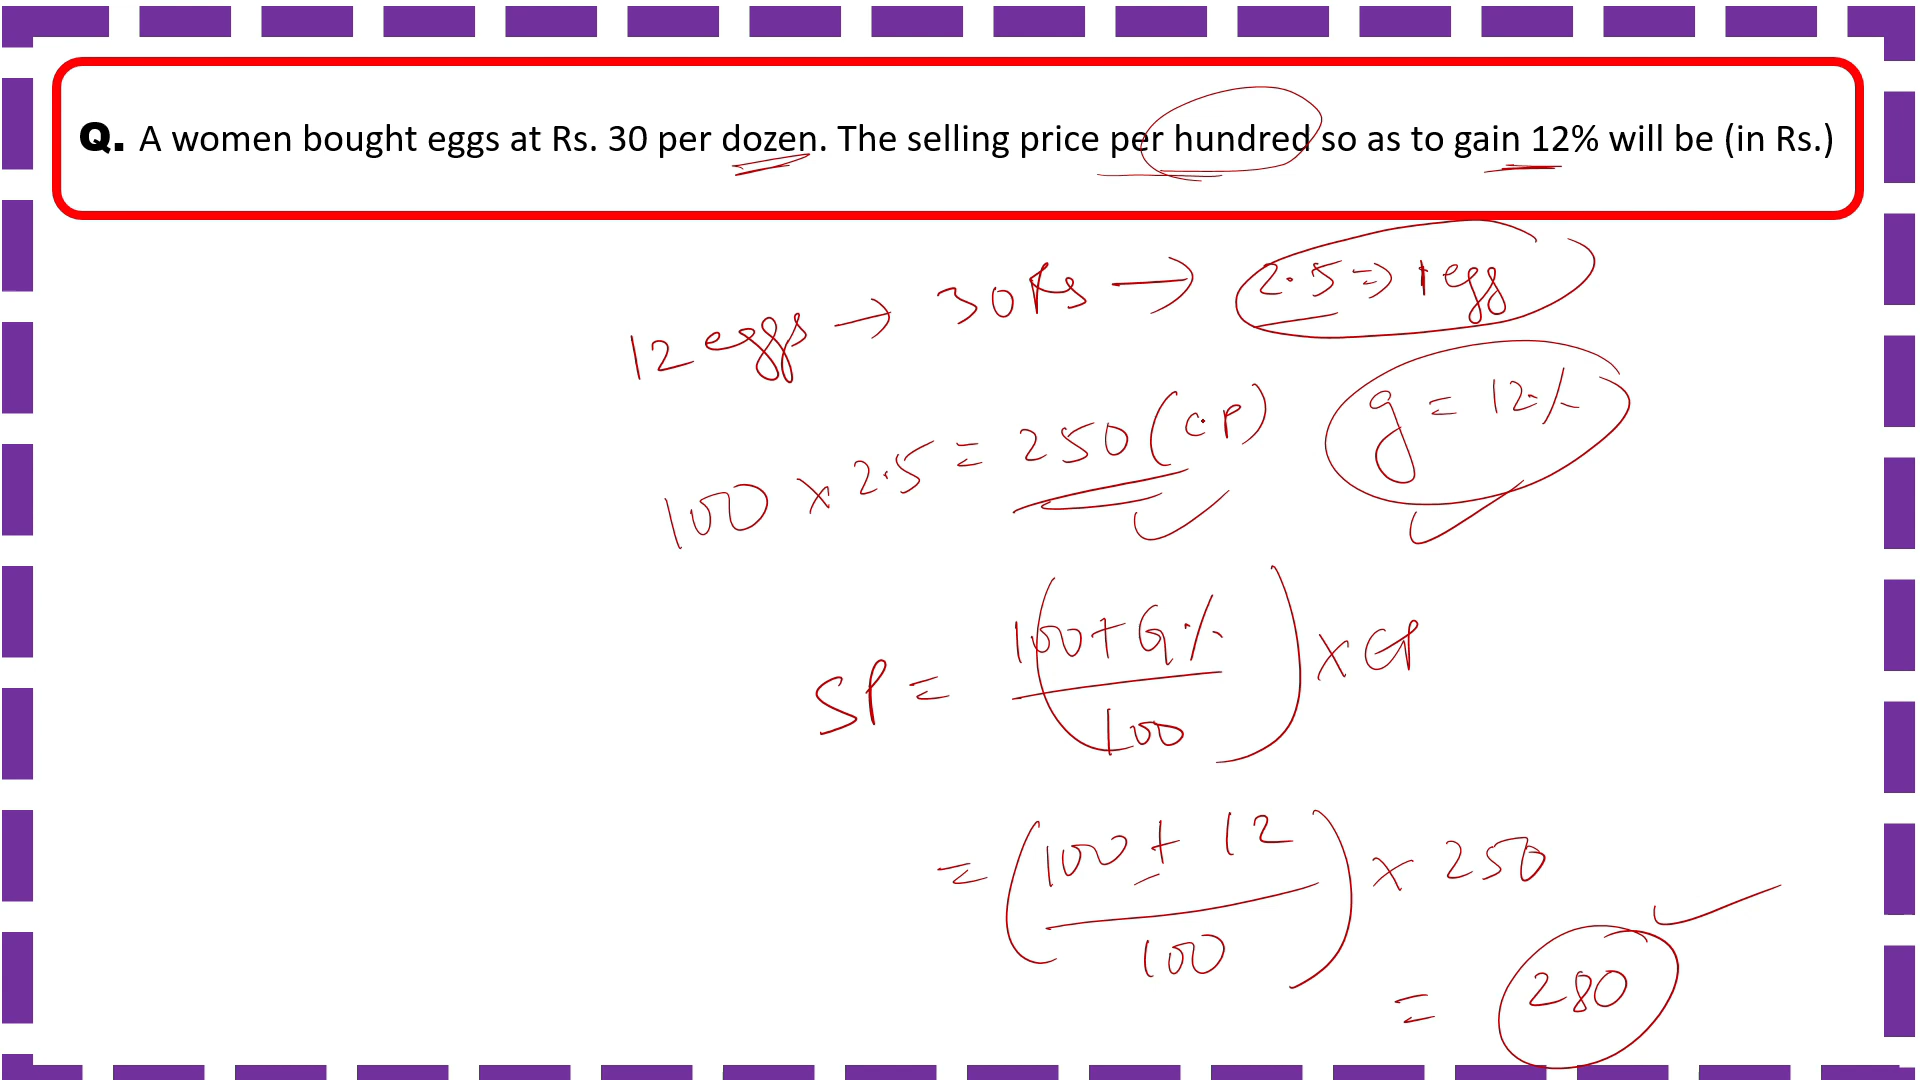 Q. A women bought eggs at Rs. 30 per dozen. The selling price per hundred so as to gain 12% will be (in Rs.)
12 eggs → 30 Rs → 2.5 ⇒ 1 egg
g = 12%
100 × 2.5 = 250 (C.P)
SP = (100 + G% / 100) × CP
= (100 + 12 / 100) × 250
= 280